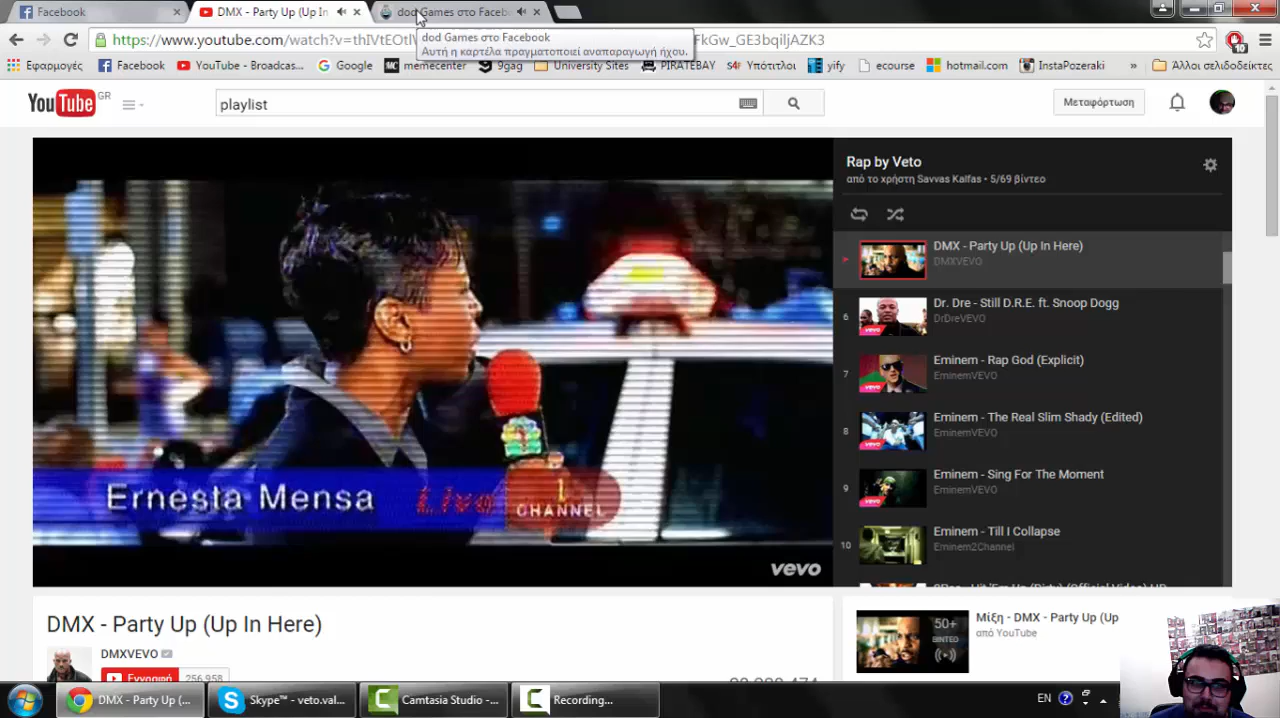 Facebook
DMX - Party Up (Up In
dod Games στο Faceb
https://www.youtube.com/watch?v=thIVtEOtlV
FkGw_GE3bqiljAZK3
dod Games στο Facebook
Αυτή η καρτέλα πραγματοποιεί αναπαραγωγή ήχου.
10
Εφαρμογές
Facebook
YouTube - Broadcas...
Google
memecenter
9gag
University Sites
PIRATEBAY
Υπότιτλοι
yify
ecourse
hotmail.com
InstaPozeraki
»
Άλλοι σελιδοδείκτες
YouTube GR
playlist
Μεταφόρτωση
Rap by Veto
από το χρήστη Savvas Kalfas • 5/69 βίντεο
DMX - Party Up (Up In Here)
DMXVEVO
6
Dr. Dre - Still D.R.E. ft. Snoop Dogg
DrDreVEVO
7
Eminem - Rap God (Explicit)
EminemVEVO
8
Eminem - The Real Slim Shady (Edited)
EminemVEVO
9
Eminem - Sing For The Moment
EminemVEVO
10
Eminem - Till I Collapse
Eminem2Channel
Ernesta Mensa
Live
1
CHANNEL
vevo
DMX - Party Up (Up In Here)
DMXVEVO
Εγγραφή
256,958
50+
ΒΙΝΤΕΟ
Μίξη - DMX - Party Up (Up
από YouTube
DMX - Party Up (...
Skype™ - veto.val...
Camtasia Studio -...
Recording...
EN